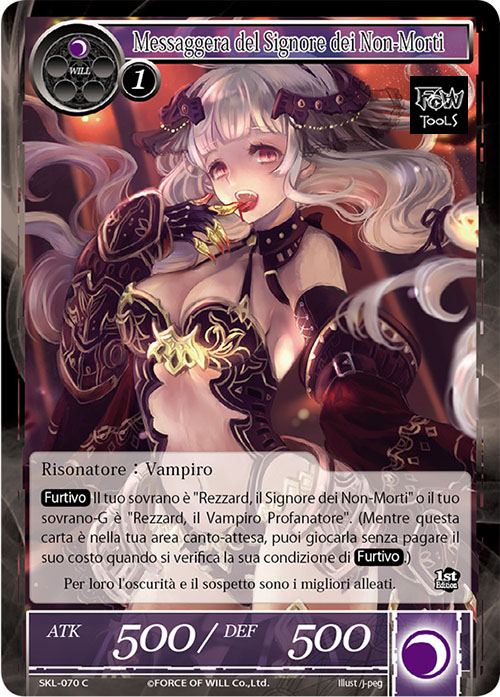 Messaggera del Signore dei Non-Morti
WILL
1
FOW
TOOLS
Risonatore : Vampiro
Furtivo Il tuo sovrano è "Rezzard, il Signore dei Non-Morti" o il tuo
sovrano-G è "Rezzard, il Vampiro Profanatore". (Mentre questa
carta è nella tua area canto-attesa, puoi giocarla senza pagare il
suo costo quando si verifica la sua condizione di Furtivo.)
Per loro l'oscurità e il sospetto sono i migliori alleati.
1st
Edition
ATK 500/ DEF 500
SKL-070 C ©FORCE OF WILL Co.,Ltd. Illust/j-peg